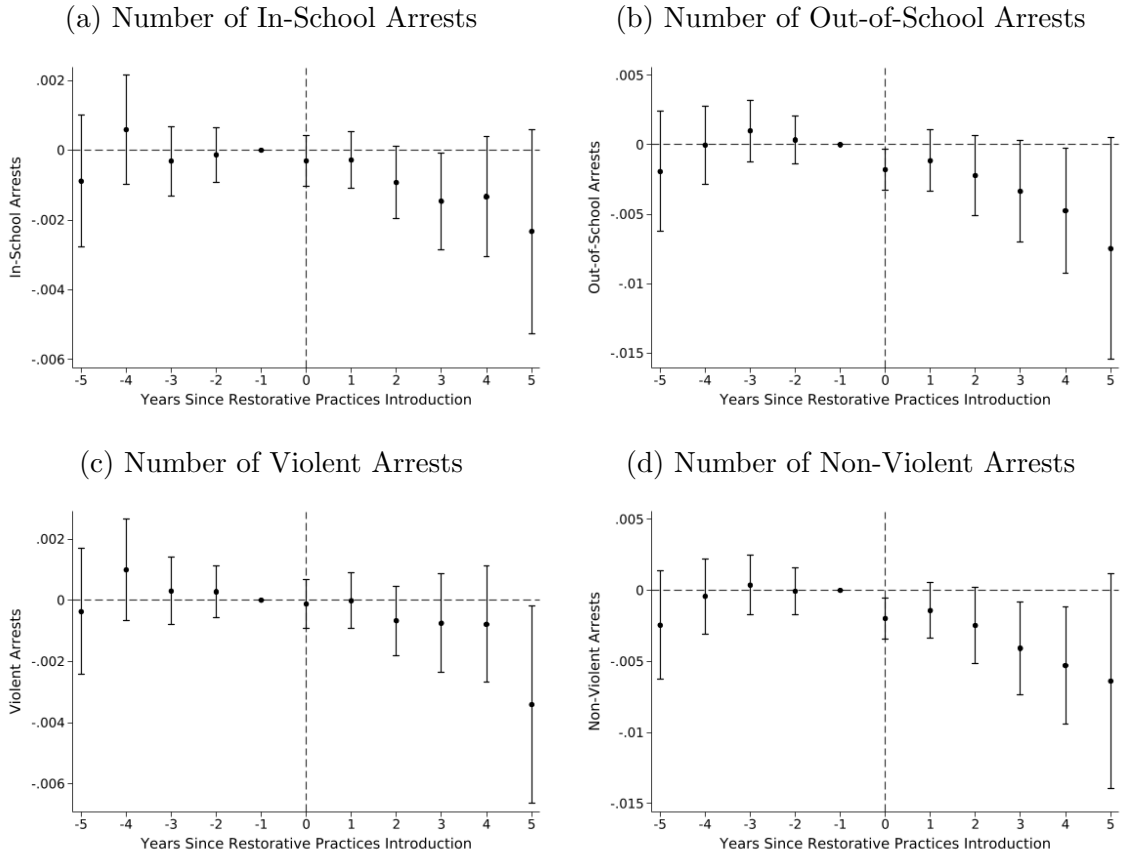 (a) Number of In-School Arrests
.002
0
-.002
-.004
-.006
In-School Arrests
-5 -4 -3 -2 -1 0 1 2 3 4 5
Years Since Restorative Practices Introduction
(b) Number of Out-of-School Arrests
.005
0
-.005
-.01
-.015
Out-of-School Arrests
-5 -4 -3 -2 -1 0 1 2 3 4 5
Years Since Restorative Practices Introduction
(c) Number of Violent Arrests
.002
0
-.002
-.004
-.006
Violent Arrests
-5 -4 -3 -2 -1 0 1 2 3 4 5
Years Since Restorative Practices Introduction
(d) Number of Non-Violent Arrests
.005
0
-.005
-.01
-.015
Non-Violent Arrests
-5 -4 -3 -2 -1 0 1 2 3 4 5
Years Since Restorative Practices Introduction